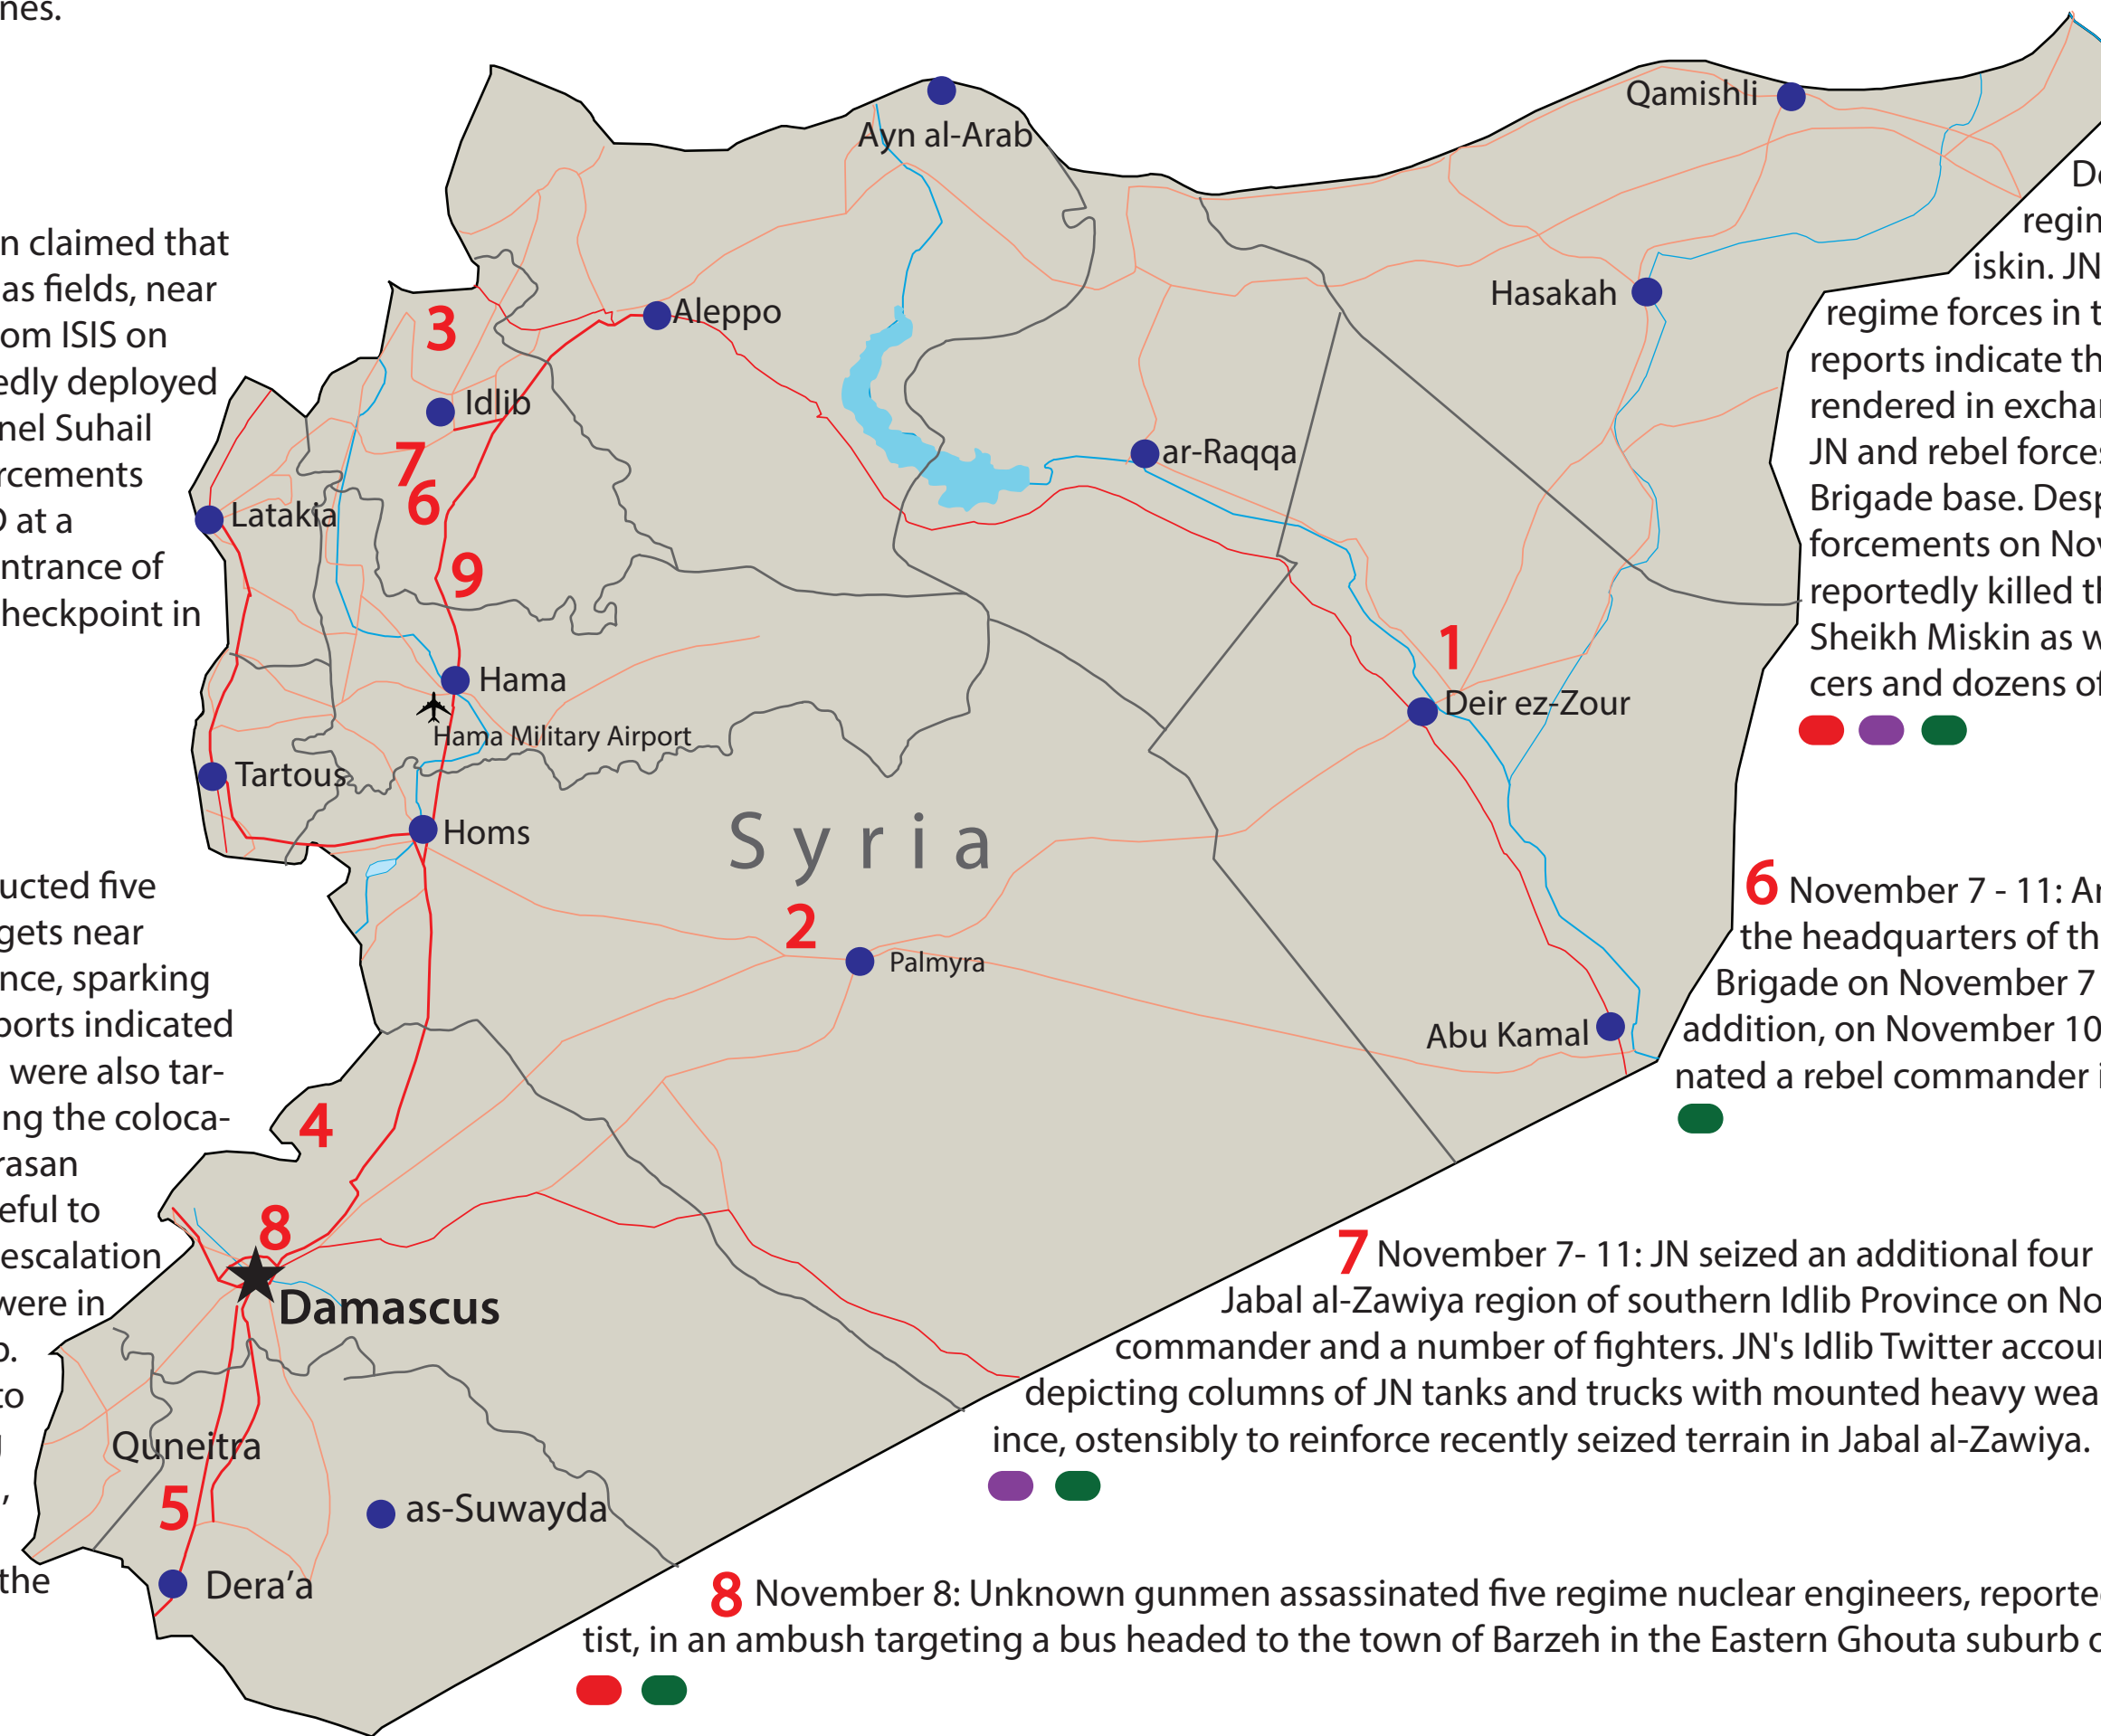 nes.
n claimed that
as fields, near
om ISIS on
edly deployed
nel Suhail
rcements
D at a
ntrance of
heckpoint in
ucted five
gets near
nce, sparking
ports indicated
were also tar-
ng the coloca-
rasan
eful to
escalation
were in
o.
to
g
,
the
Ayn al-Arab
Qamishli
Hasakah
3
Aleppo
Idlib
7
6
ar-Raqqa
Latakia
9
1
Hama
Deir ez-Zour
Hama Military Airport
Tartous
Homs
Syria
2
Palmyra
Abu Kamal
4
8
Damascus
Quneitra
5
as-Suwayda
Dera’a
De
regim
iskin. JN
regime forces in t
reports indicate th
rendered in exchar
JN and rebel forces
Brigade base. Desp
forcements on Nov
reportedly killed th
Sheikh Miskin as w
cers and dozens of
6 November 7 - 11: Ar
the headquarters of th
Brigade on November 7
addition, on November 10
nated a rebel commander i
7 November 7- 11: JN seized an additional four
Jabal al-Zawiya region of southern Idlib Province on No
commander and a number of fighters. JN's Idlib Twitter accour
depicting columns of JN tanks and trucks with mounted heavy wea
ince, ostensibly to reinforce recently seized terrain in Jabal al-Zawiya.
8 November 8: Unknown gunmen assassinated five regime nuclear engineers, reporte
tist, in an ambush targeting a bus headed to the town of Barzeh in the Eastern Ghouta suburb o